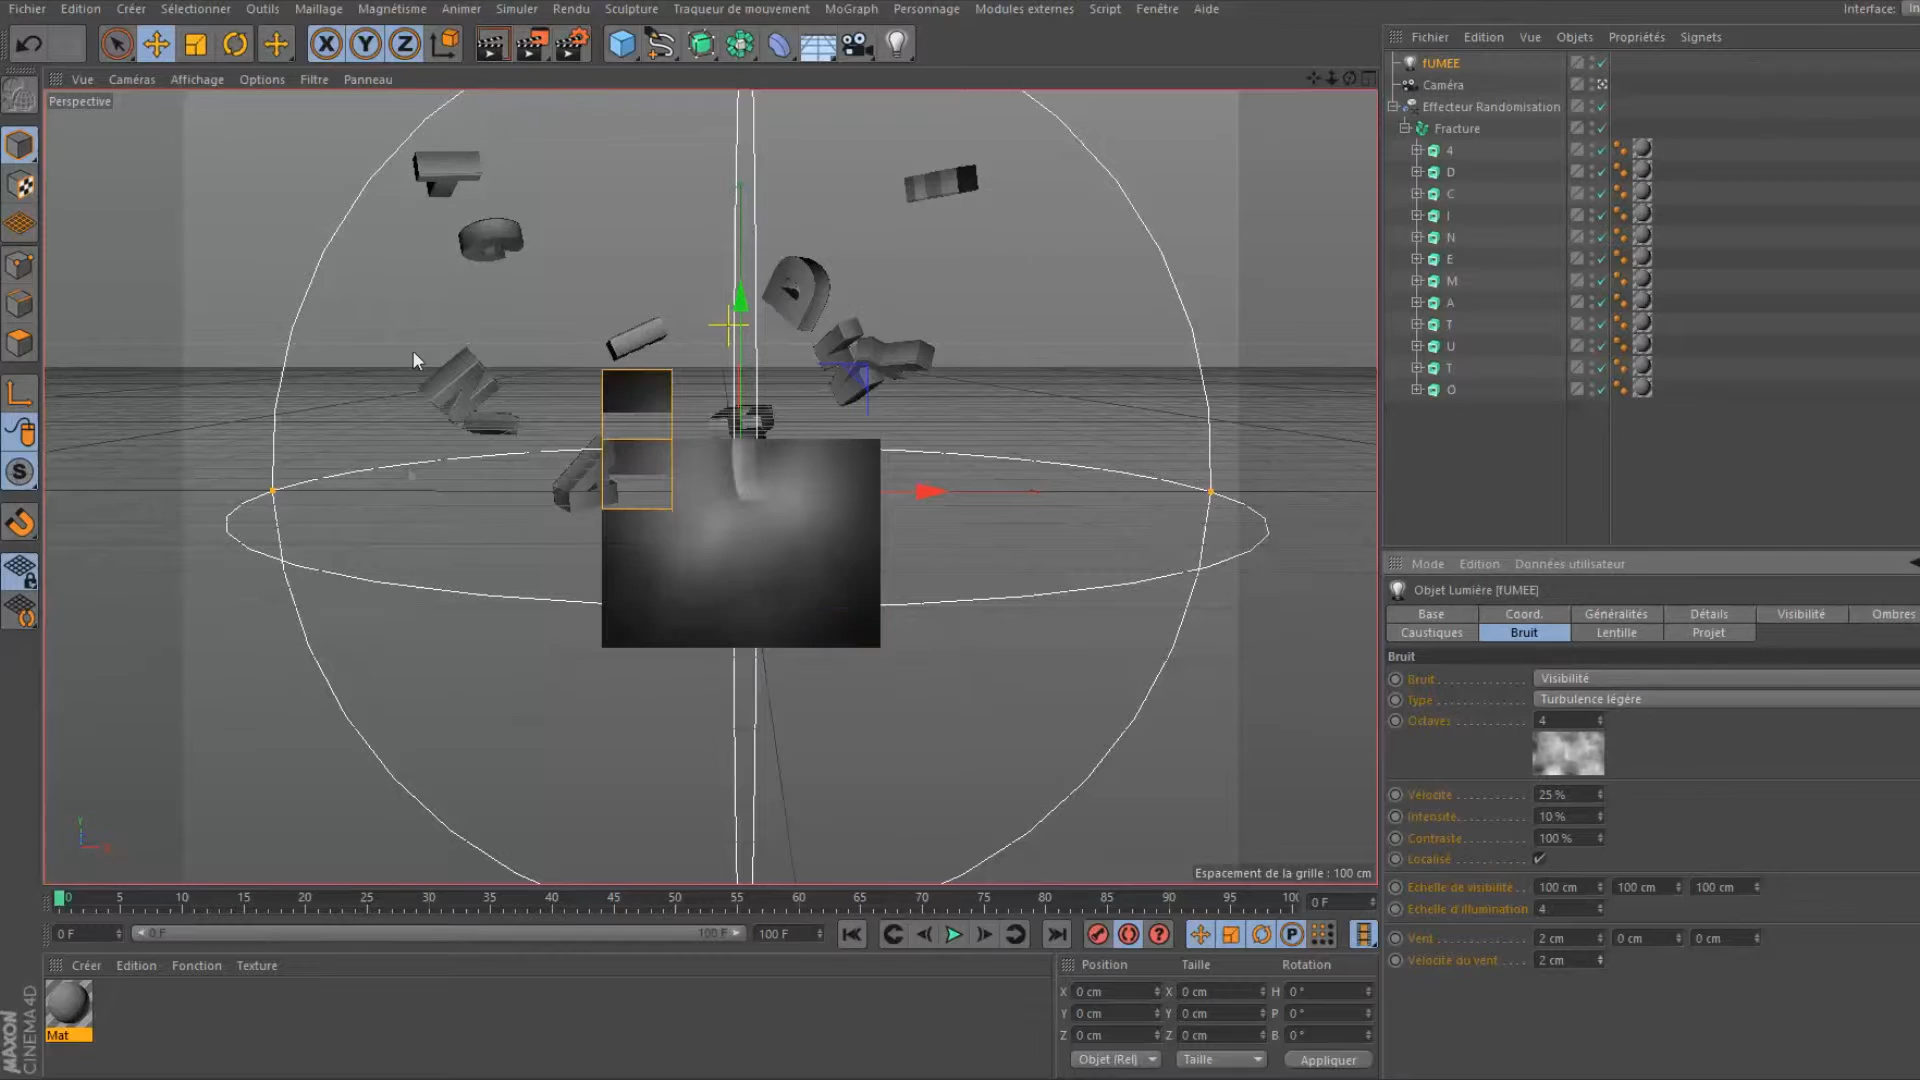 Fichier Edition Créer Sélectionner Outils Maillage Magnétisme Animer Simuler Rendu Sculpture Traqueur de mouvement MoGraph Personnage Modules externes Script Fenêtre Aide Interface:
X Y Z
Fichier Edition Vue Objets Propriétés Signets
Vue Caméras Affichage Options Filtre Panneau
Perspective
fUMEE
Caméra
Effecteur Randomisation
Fracture
4
D
C
I
N
E
M
A
T
U
T
O
S
Y
Espacement de la grille : 100 cm
Mode Edition Données utilisateur
Objet Lumière [fUMEE]
Base Coord. Généralités Détails Visibilité Ombres
Caustiques Bruit Lentille Projet
Bruit
Bruit Visibilité
Type Turbulence légère
Octaves 4
Vélocité 25 %
Intensité 10 %
Contraste 100 %
Localisé
Echelle de visibilité 100 cm 100 cm 100 cm
Echelle d'illumination 4
Vent 2 cm 0 cm 0 cm
Vélocité du vent 2 cm
0 5 10 15 20 25 30 35 40 45 50 55 60 65 70 75 80 85 90 95 100 0 F
0 F 0 F 100 F 100 F
P
Créer Edition Fonction Texture
Mat
Position Taille Rotation
X 0 cm X 0 cm H 0 °
Y 0 cm Y 0 cm P 0 °
Z 0 cm Z 0 cm B 0 °
Objet (Rel) Taille Appliquer
MAXON
CINEMA 4D